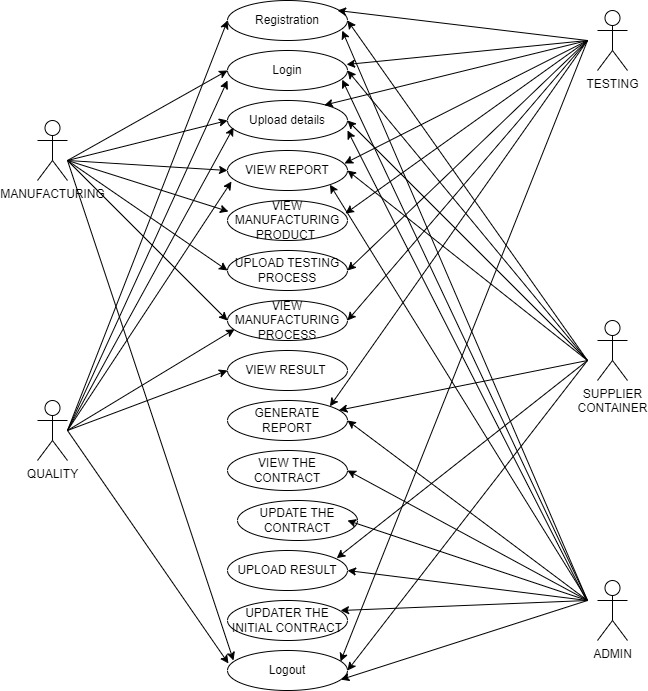 Registration
TESTING
Login
Upload details
MANUFACTURING
VIEW REPORT
VIEW
MANUFACTURING
PRODUCT
UPLOAD TESTING
PROCESS
VIEW
MANUFACTURING
PROCESS
VIEW RESULT
SUPPLIER
CONTAINER
GENERATE
REPORT
QUALITY
VIEW THE
CONTRACT
UPDATE THE
CONTRACT
UPLOAD RESULT
UPDATER THE
INITIAL CONTRACT
ADMIN
Logout